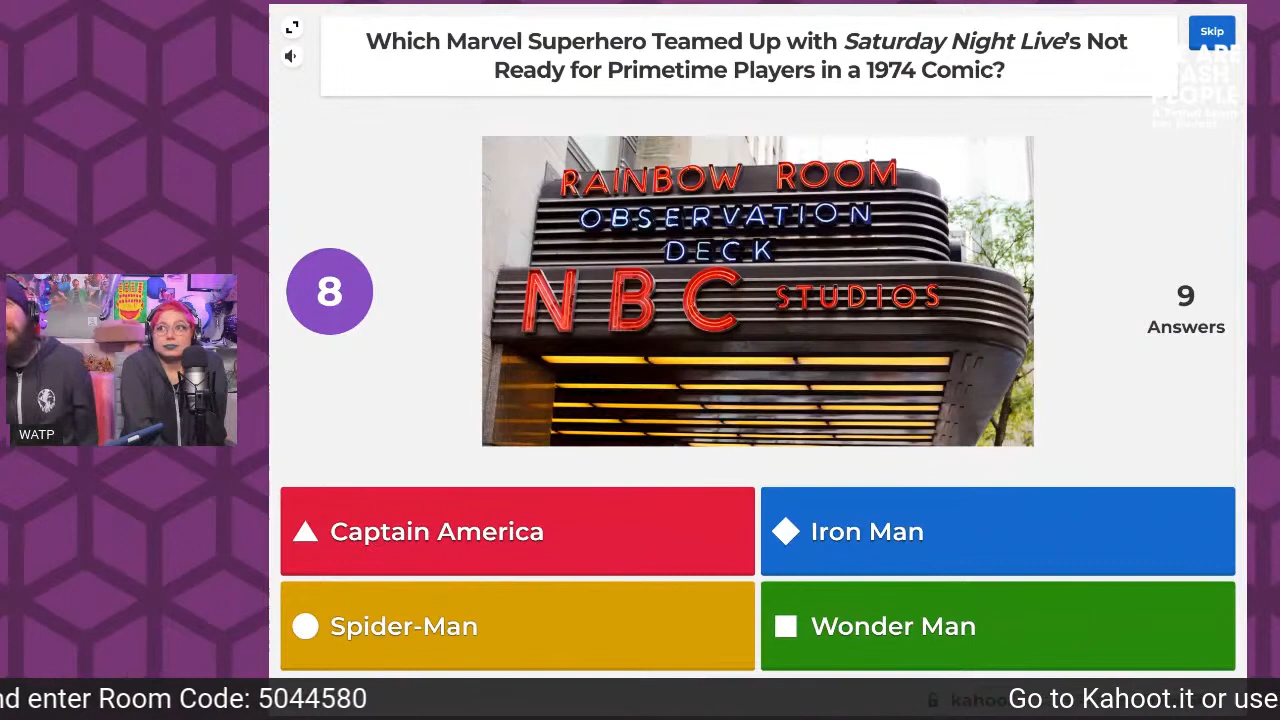 Which Marvel Superhero Teamed Up with Saturday Night Live's Not
Ready for Primetime Players in a 1974 Comic?
Skip
8
RAINBOW ROOM
OBSERVATION
DECK
NBC STUDIOS
9
Answers
WATP
Captain America
Iron Man
Spider-Man
Wonder Man
nd enter Room Code: 5044580
Go to Kahoot.it or use